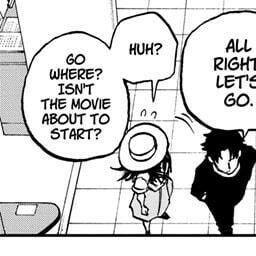 ALL
RIGHT
LET'S
GO.
HUH?
GO
WHERE?
ISN'T
THE MOVIE
ABOUT TO
START?